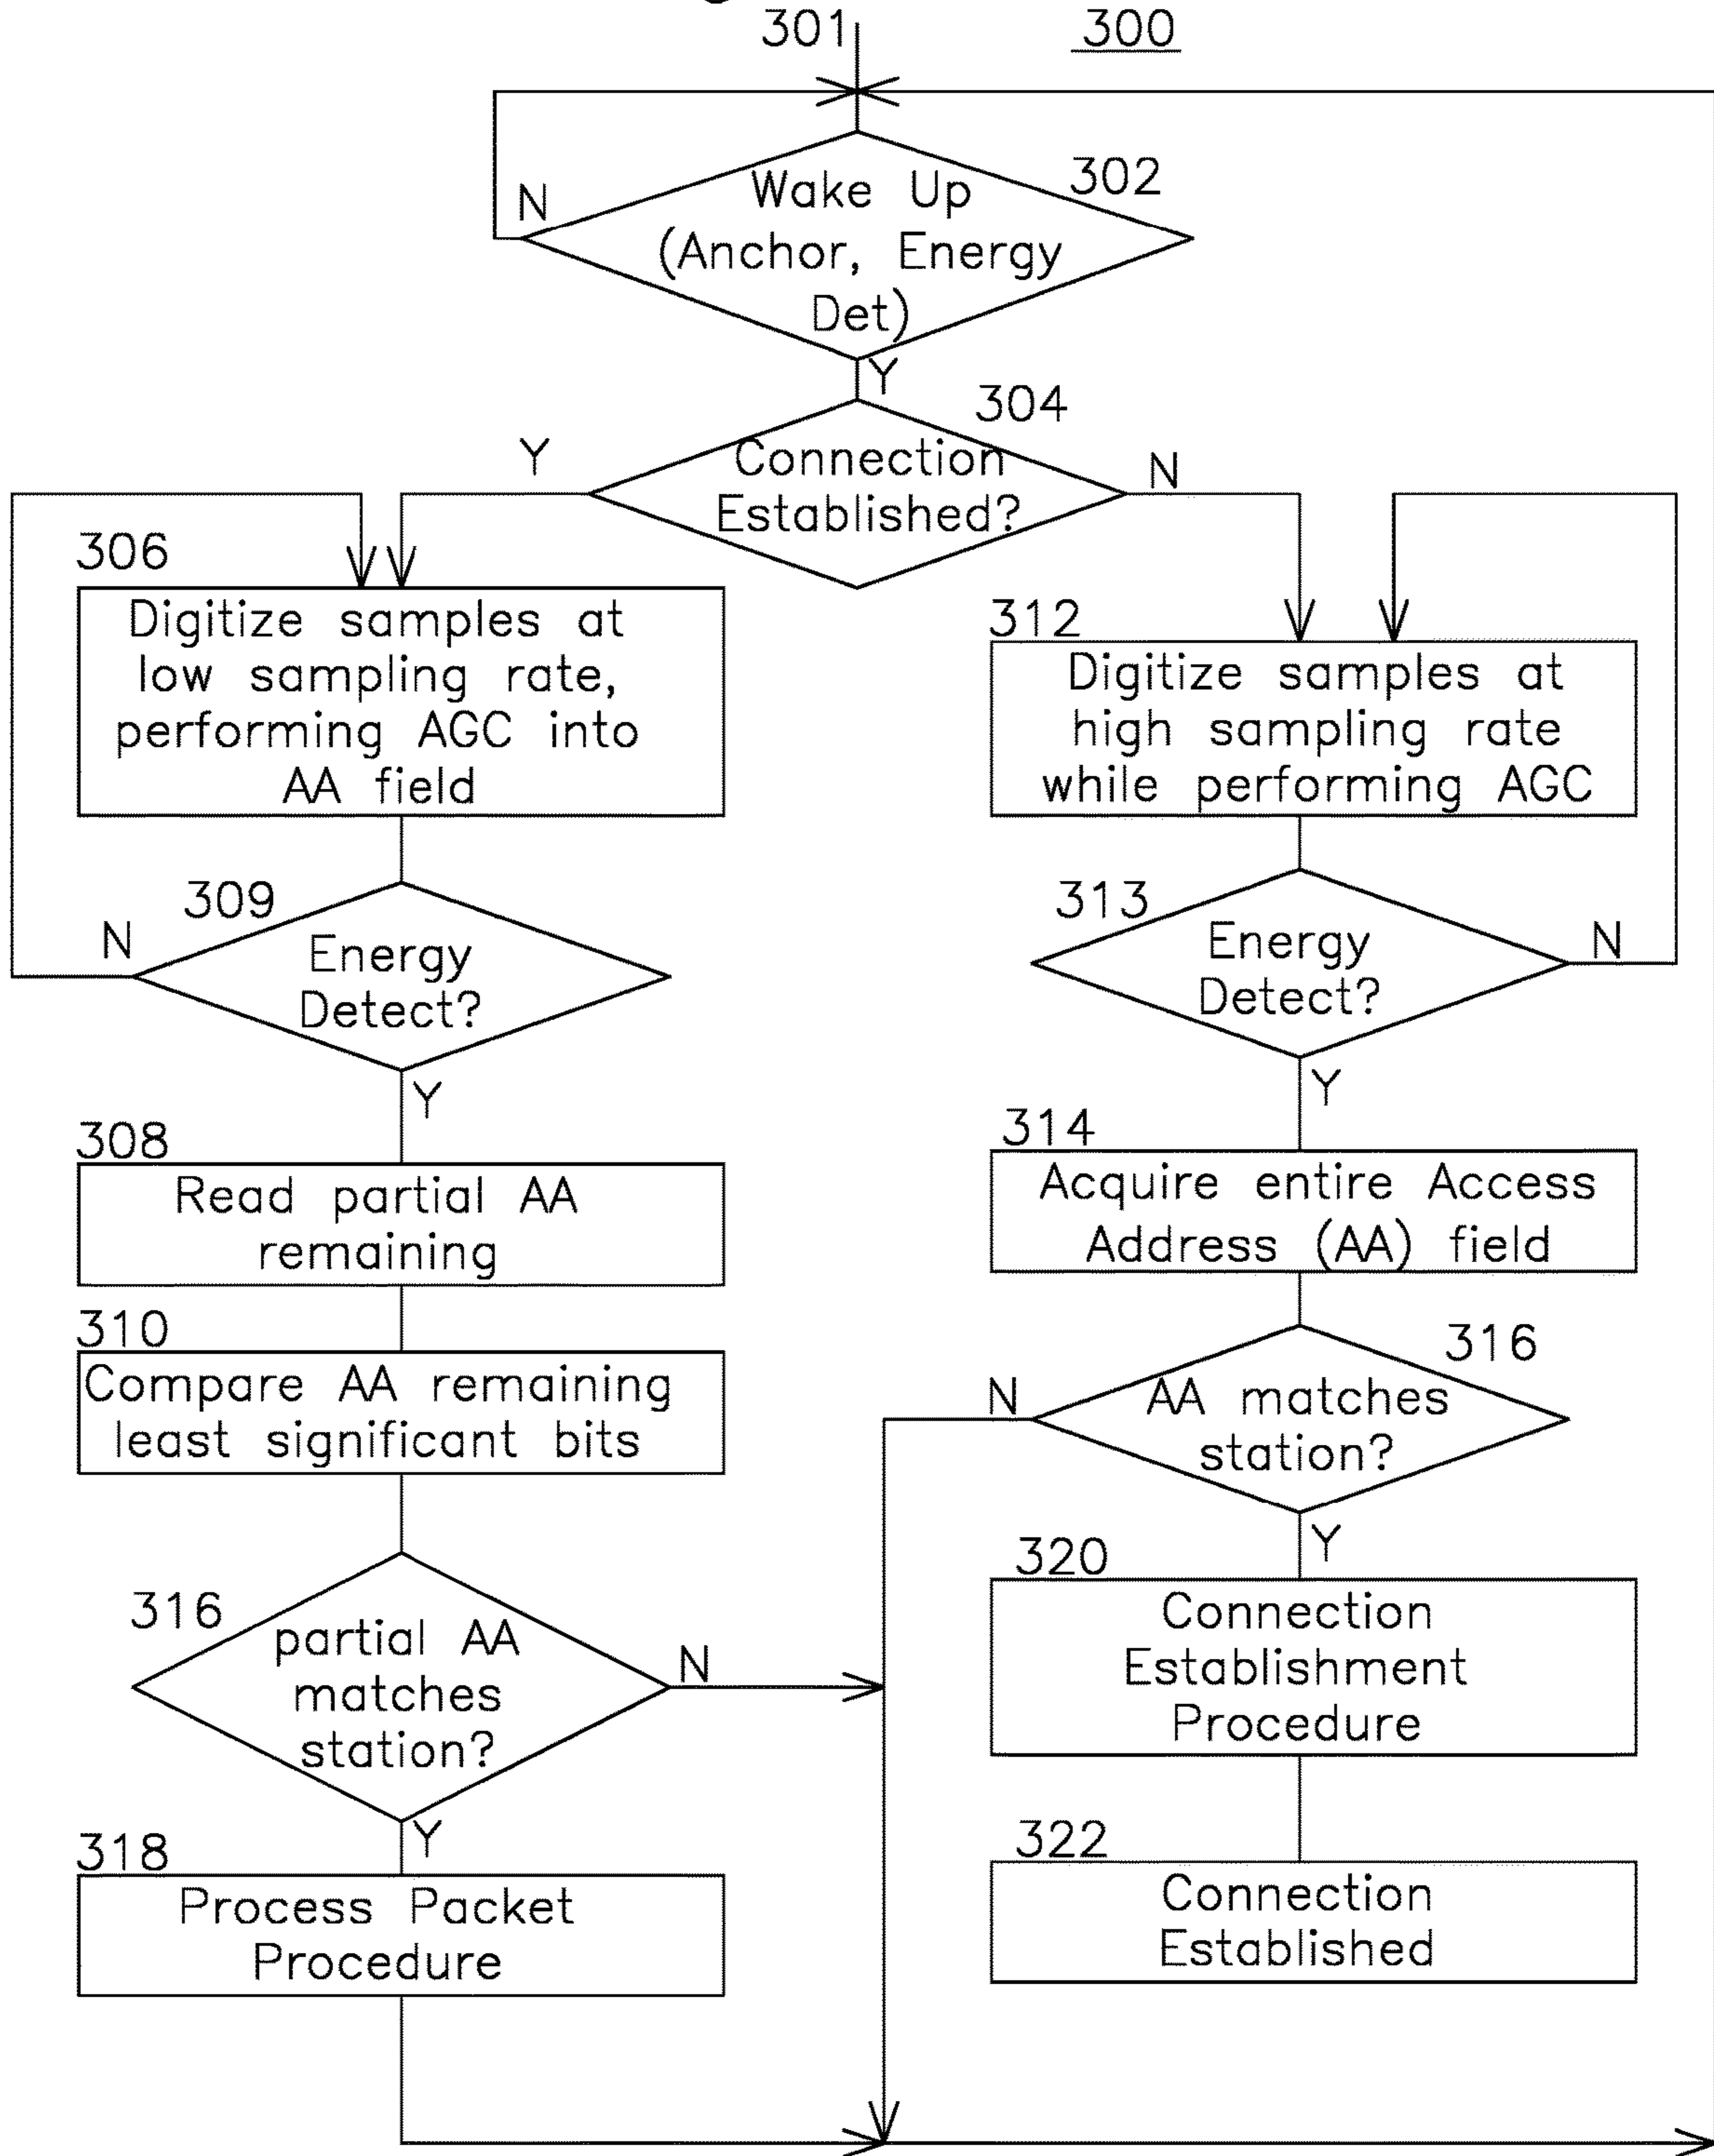 301
300
302
N
Wake Up
(Anchor, Energy
Det)
Y
304
Y
Connection
Established?
N
306
Digitize samples at
low sampling rate,
performing AGC into
AA field
312
Digitize samples at
high sampling rate
while performing AGC
309
N
Energy
Detect?
Y
313
Energy
Detect?
N
Y
308
Read partial AA
remaining
314
Acquire entire Access
Address (AA) field
310
Compare AA remaining
least significant bits
316
N
AA matches
station?
Y
316
partial AA
matches
station?
N
Y
320
Connection
Establishment
Procedure
318
Process Packet
Procedure
322
Connection
Established